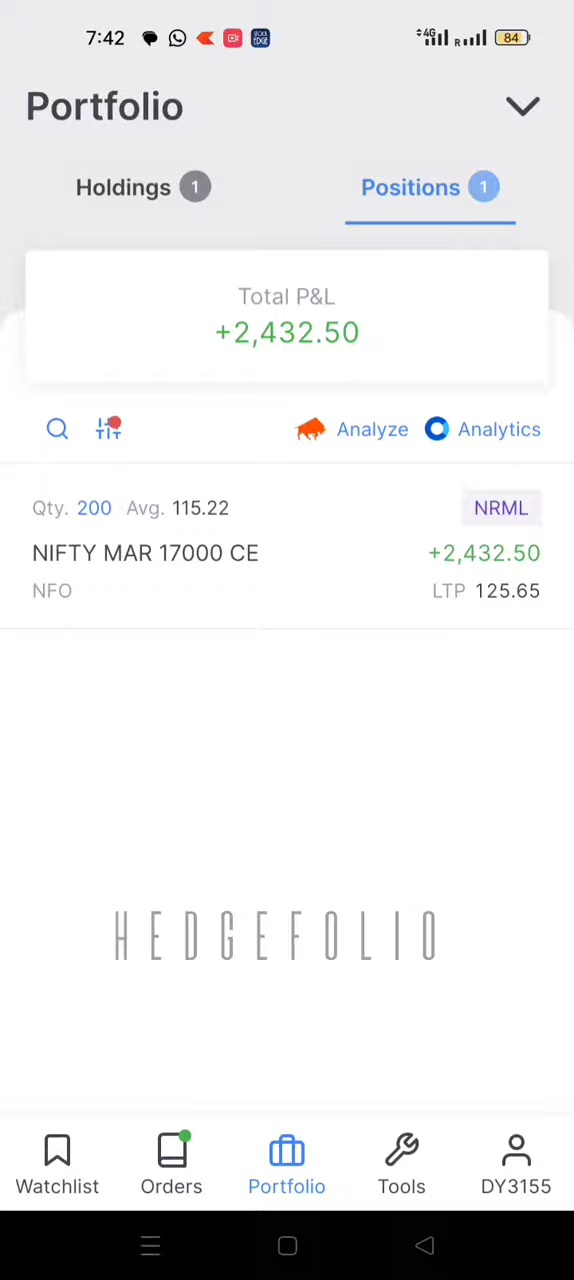 7:42 4G R 84
Portfolio
Holdings 1 Positions 1
Total P&L
+2,432.50
Analyze Analytics
Qty. 200 Avg. 115.22 NRML
NIFTY MAR 17000 CE +2,432.50
NFO LTP 125.65
HEDGEFOLIO
Watchlist Orders Portfolio Tools DY3155